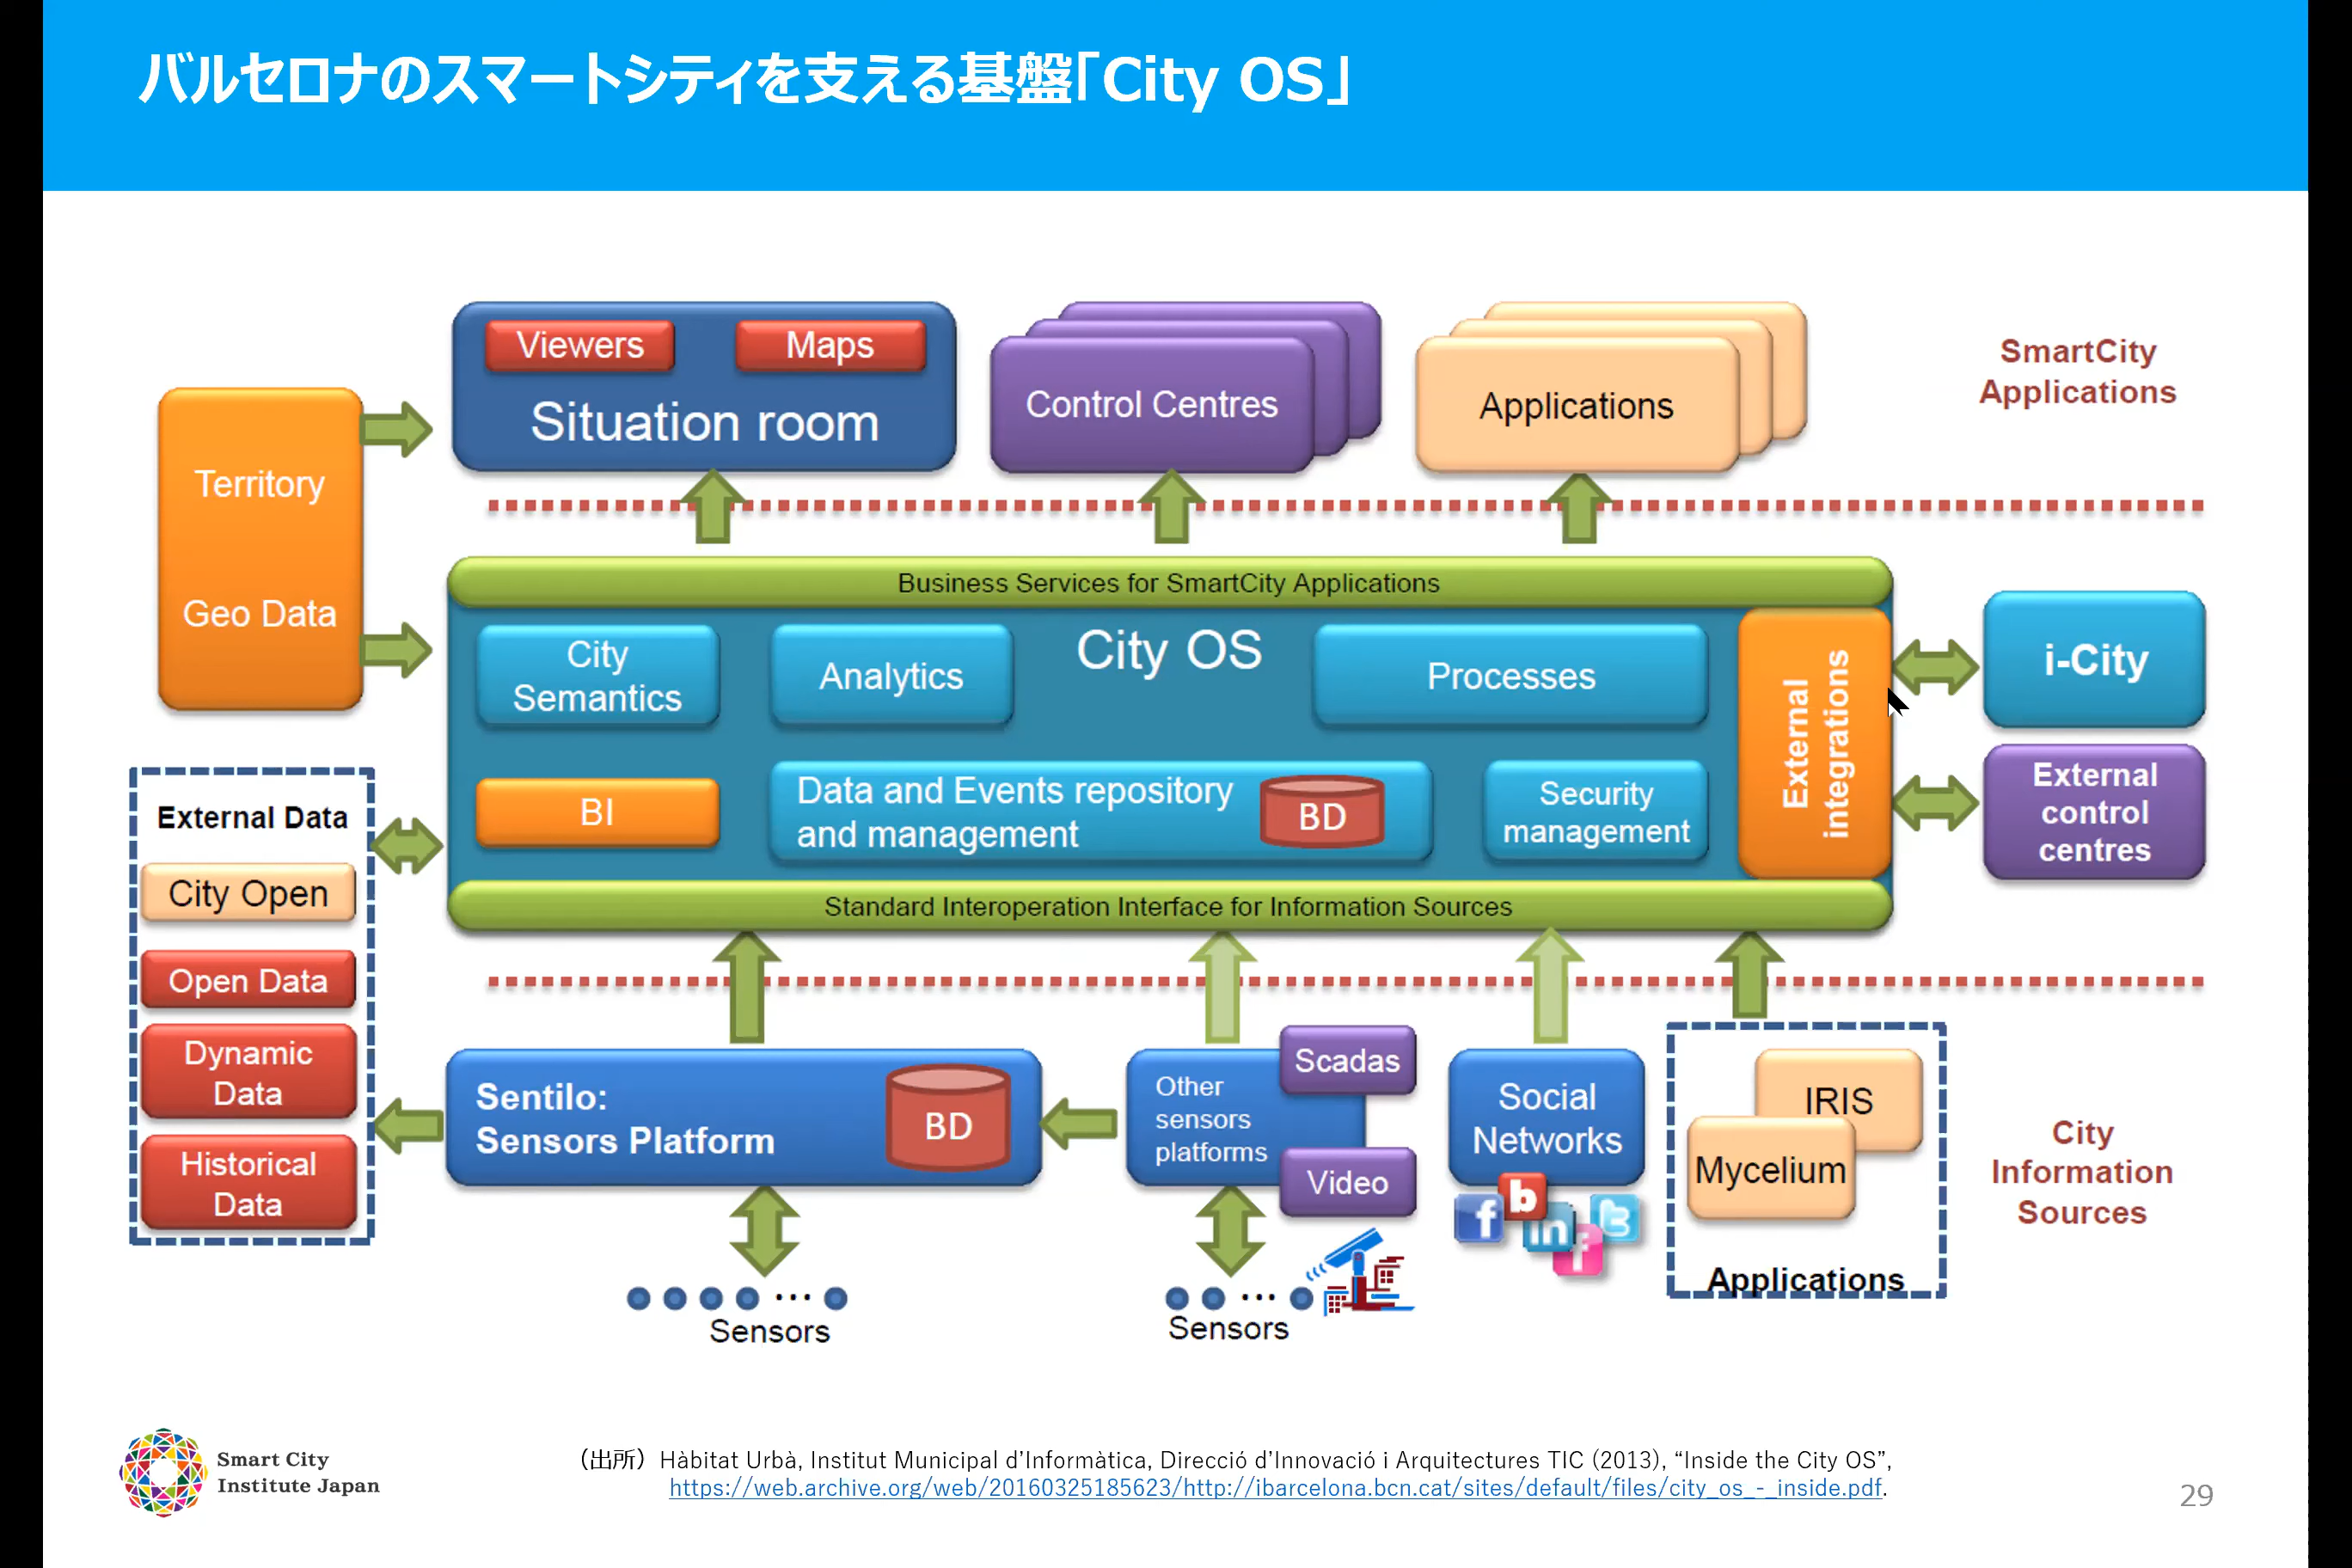 バルセロナのスマートシティを支える基盤「City OS」
Viewers
Maps
Situation room
Control Centres
Applications
SmartCity
Applications
Territory
Geo Data
Business Services for SmartCity Applications
City OS
City
Semantics
Analytics
Processes
BI
Data and Events repository
and management
BD
Security
management
External
integrations
i-City
External
control
centres
Standard Interoperation Interface for Information Sources
External Data
City Open
Open Data
Dynamic
Data
Historical
Data
Sentilo:
Sensors Platform
BD
Other
sensors
platforms
Scadas
Video
Social
Networks
f
b
in
t
f
IRIS
Mycelium
Applications
City
Information
Sources
...
Sensors
...
Sensors
Smart City
Institute Japan
（出所）Hàbitat Urbà, Institut Municipal d’Informàtica, Direcció d’Innovació i Arquitectures TIC (2013), “Inside the City OS”,
https://web.archive.org/web/20160325185623/http://ibarcelona.bcn.cat/sites/default/files/city_os_-_inside.pdf.
29